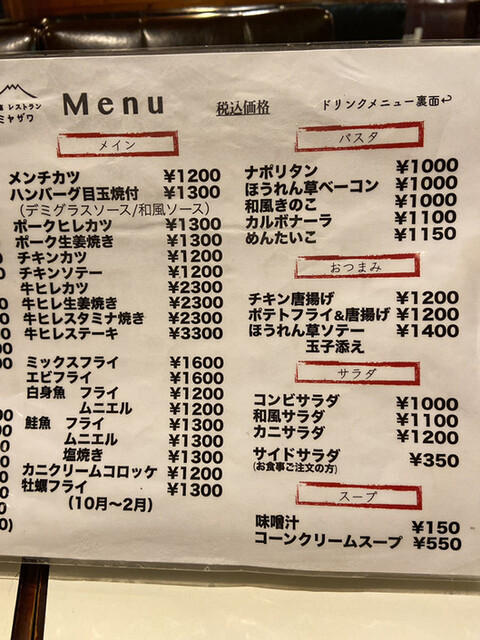 レストラン
ミヤザワ
Menu
税込価格
ドリンクメニュー裏面↩
メイン
メンチカツ ¥1200
ハンバーグ目玉焼付 ¥1300
(デミグラスソース/和風ソース)
ポークヒレカツ ¥1300
ポーク生姜焼き ¥1200
チキンカツ ¥1200
チキンソテー ¥1200
牛ヒレカツ ¥2300
牛ヒレ生姜焼き ¥2300
牛ヒレスタミナ焼き ¥2300
牛ヒレステーキ ¥3300
ミックスフライ ¥1600
エビフライ ¥1600
白身魚 フライ ¥1200
ムニエル ¥1200
鮭魚 フライ ¥1300
ムニエル ¥1300
塩焼き ¥1300
カニクリームコロッケ ¥1200
牡蠣フライ ¥1300
(10月〜2月)
パスタ
ナポリタン ¥1000
ほうれん草ベーコン ¥1000
和風きのこ ¥1000
カルボナーラ ¥1100
めんたいこ ¥1150
おつまみ
チキン唐揚げ ¥1200
ポテトフライ&唐揚げ ¥1200
ほうれん草ソテー ¥1400
玉子添え
サラダ
コンビサラダ ¥1000
和風サラダ ¥1100
カニサラダ ¥1200
サイドサラダ ¥350
(お食事ご注文の方)
スープ
味噌汁 ¥150
コーンクリームスープ ¥550